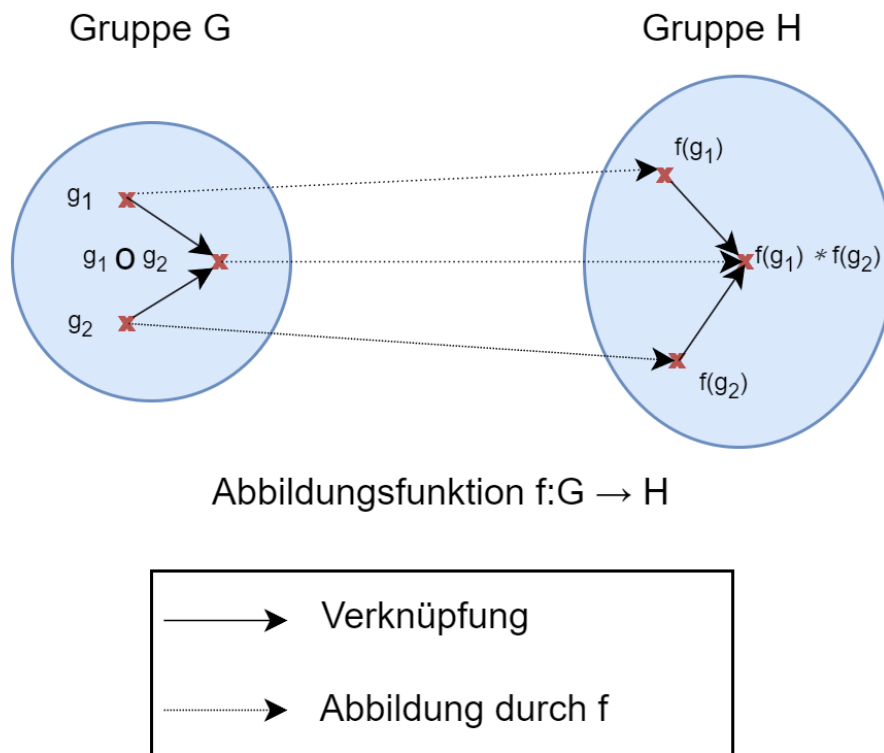 Gruppe G
Gruppe H
g₁
g₁ o g₂
g₂
f(g₁)
f(g₁) * f(g₂)
f(g₂)
Abbildungsfunktion f:G → H
Verknüpfung
Abbildung durch f